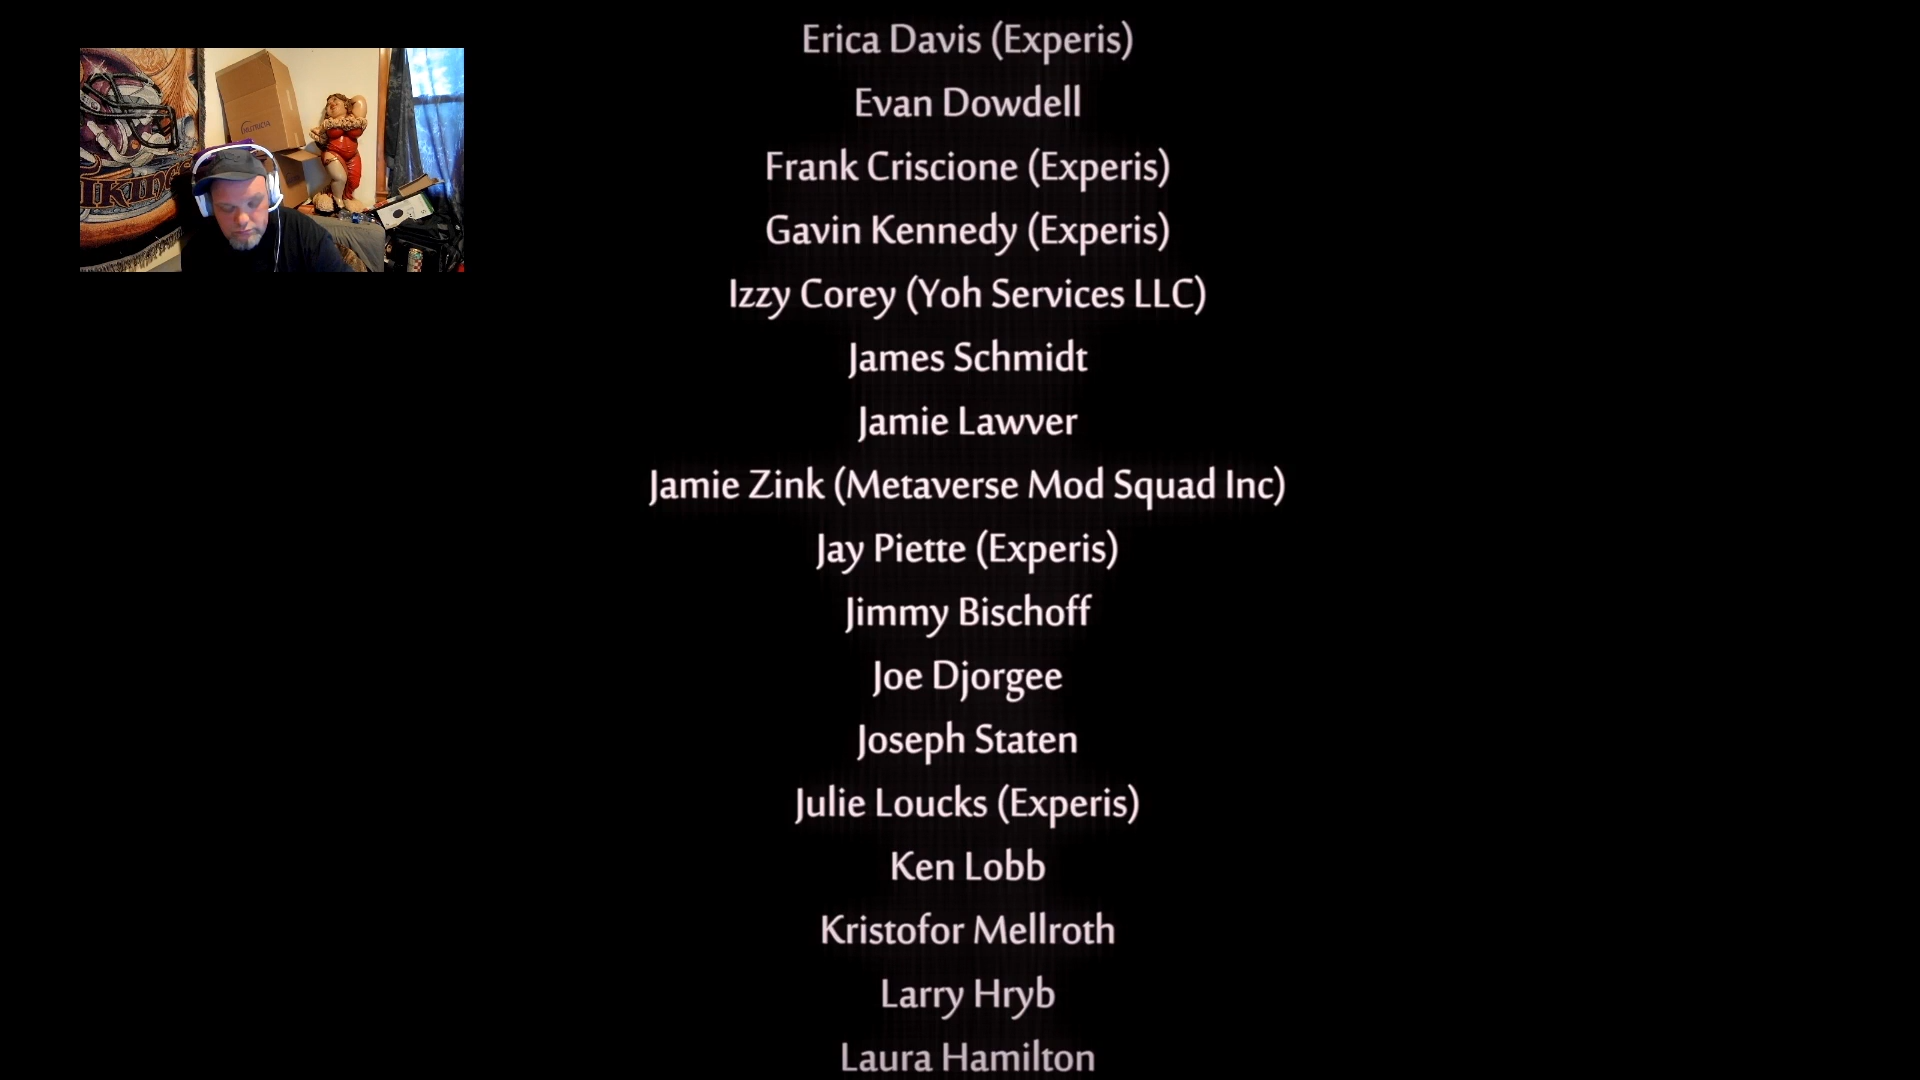 Erica Davis (Experis)
Evan Dowdell
Frank Criscione (Experis)
Gavin Kennedy (Experis)
Izzy Corey (Yoh Services LLC)
James Schmidt
Jamie Lawver
Jamie Zink (Metaverse Mod Squad Inc)
Jay Piette (Experis)
Jimmy Bischoff
Joe Djorgee
Joseph Staten
Julie Loucks (Experis)
Ken Lobb
Kristofor Mellroth
Larry Hryb
Laura Hamilton